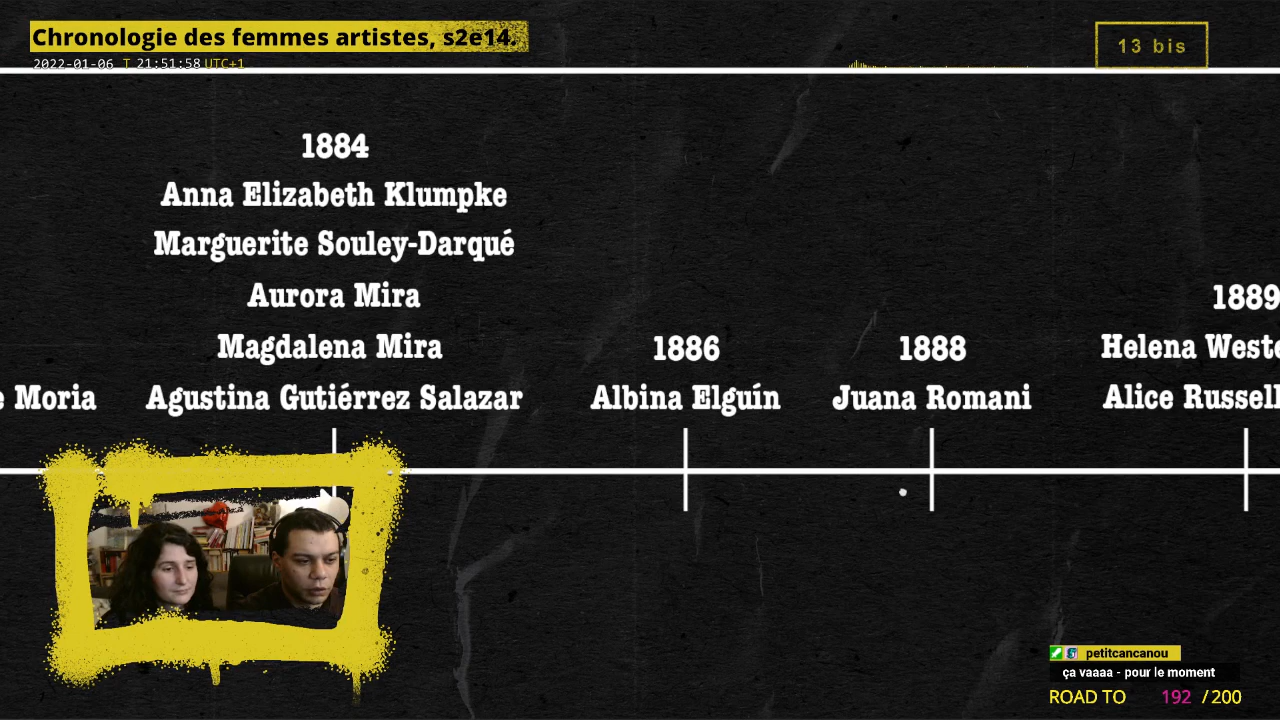 Chronologie des femmes artistes, s2e14.
2022-01-06 T 21:51:58 UTC+1
13 bis
1884
Anna Elizabeth Klumpke
Marguerite Souley-Darqué
Aurora Mira
Magdalena Mira
Agustina Gutiérrez Salazar
Moria
1886
Albina Elguín
1888
Juana Romani
1889
Helena
Alice Russell
petitcancanou
ça vaaaa - pour le moment
ROAD TO 192 / 200